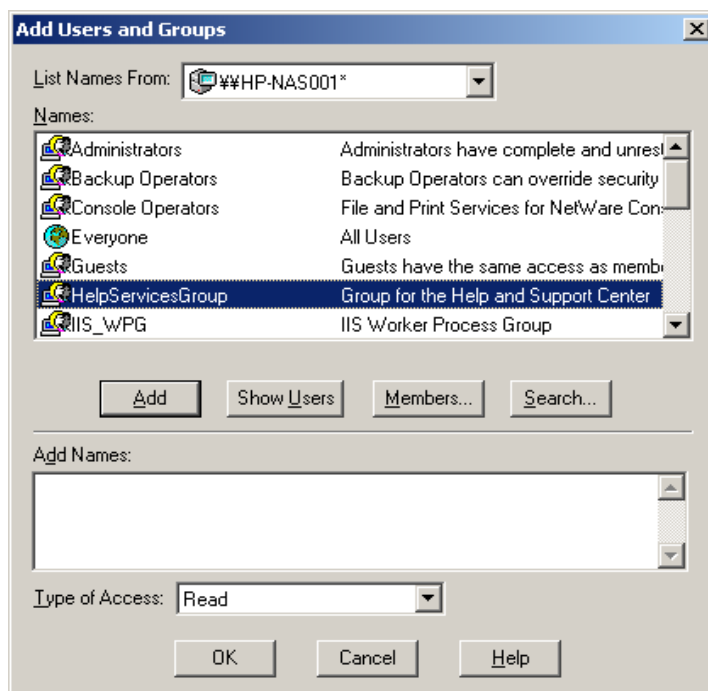 Add Users and Groups
List Names From: ¥¥HP-NAS001*
Names:
Administrators Administrators have complete and unrest
Backup Operators Backup Operators can override security
Console Operators File and Print Services for NetWare Con
Everyone All Users
Guests Guests have the same access as membe
HelpServicesGroup Group for the Help and Support Center
IIS_WPG IIS Worker Process Group
Add Show Users Members... Search...
Add Names:
Type of Access: Read
OK Cancel Help